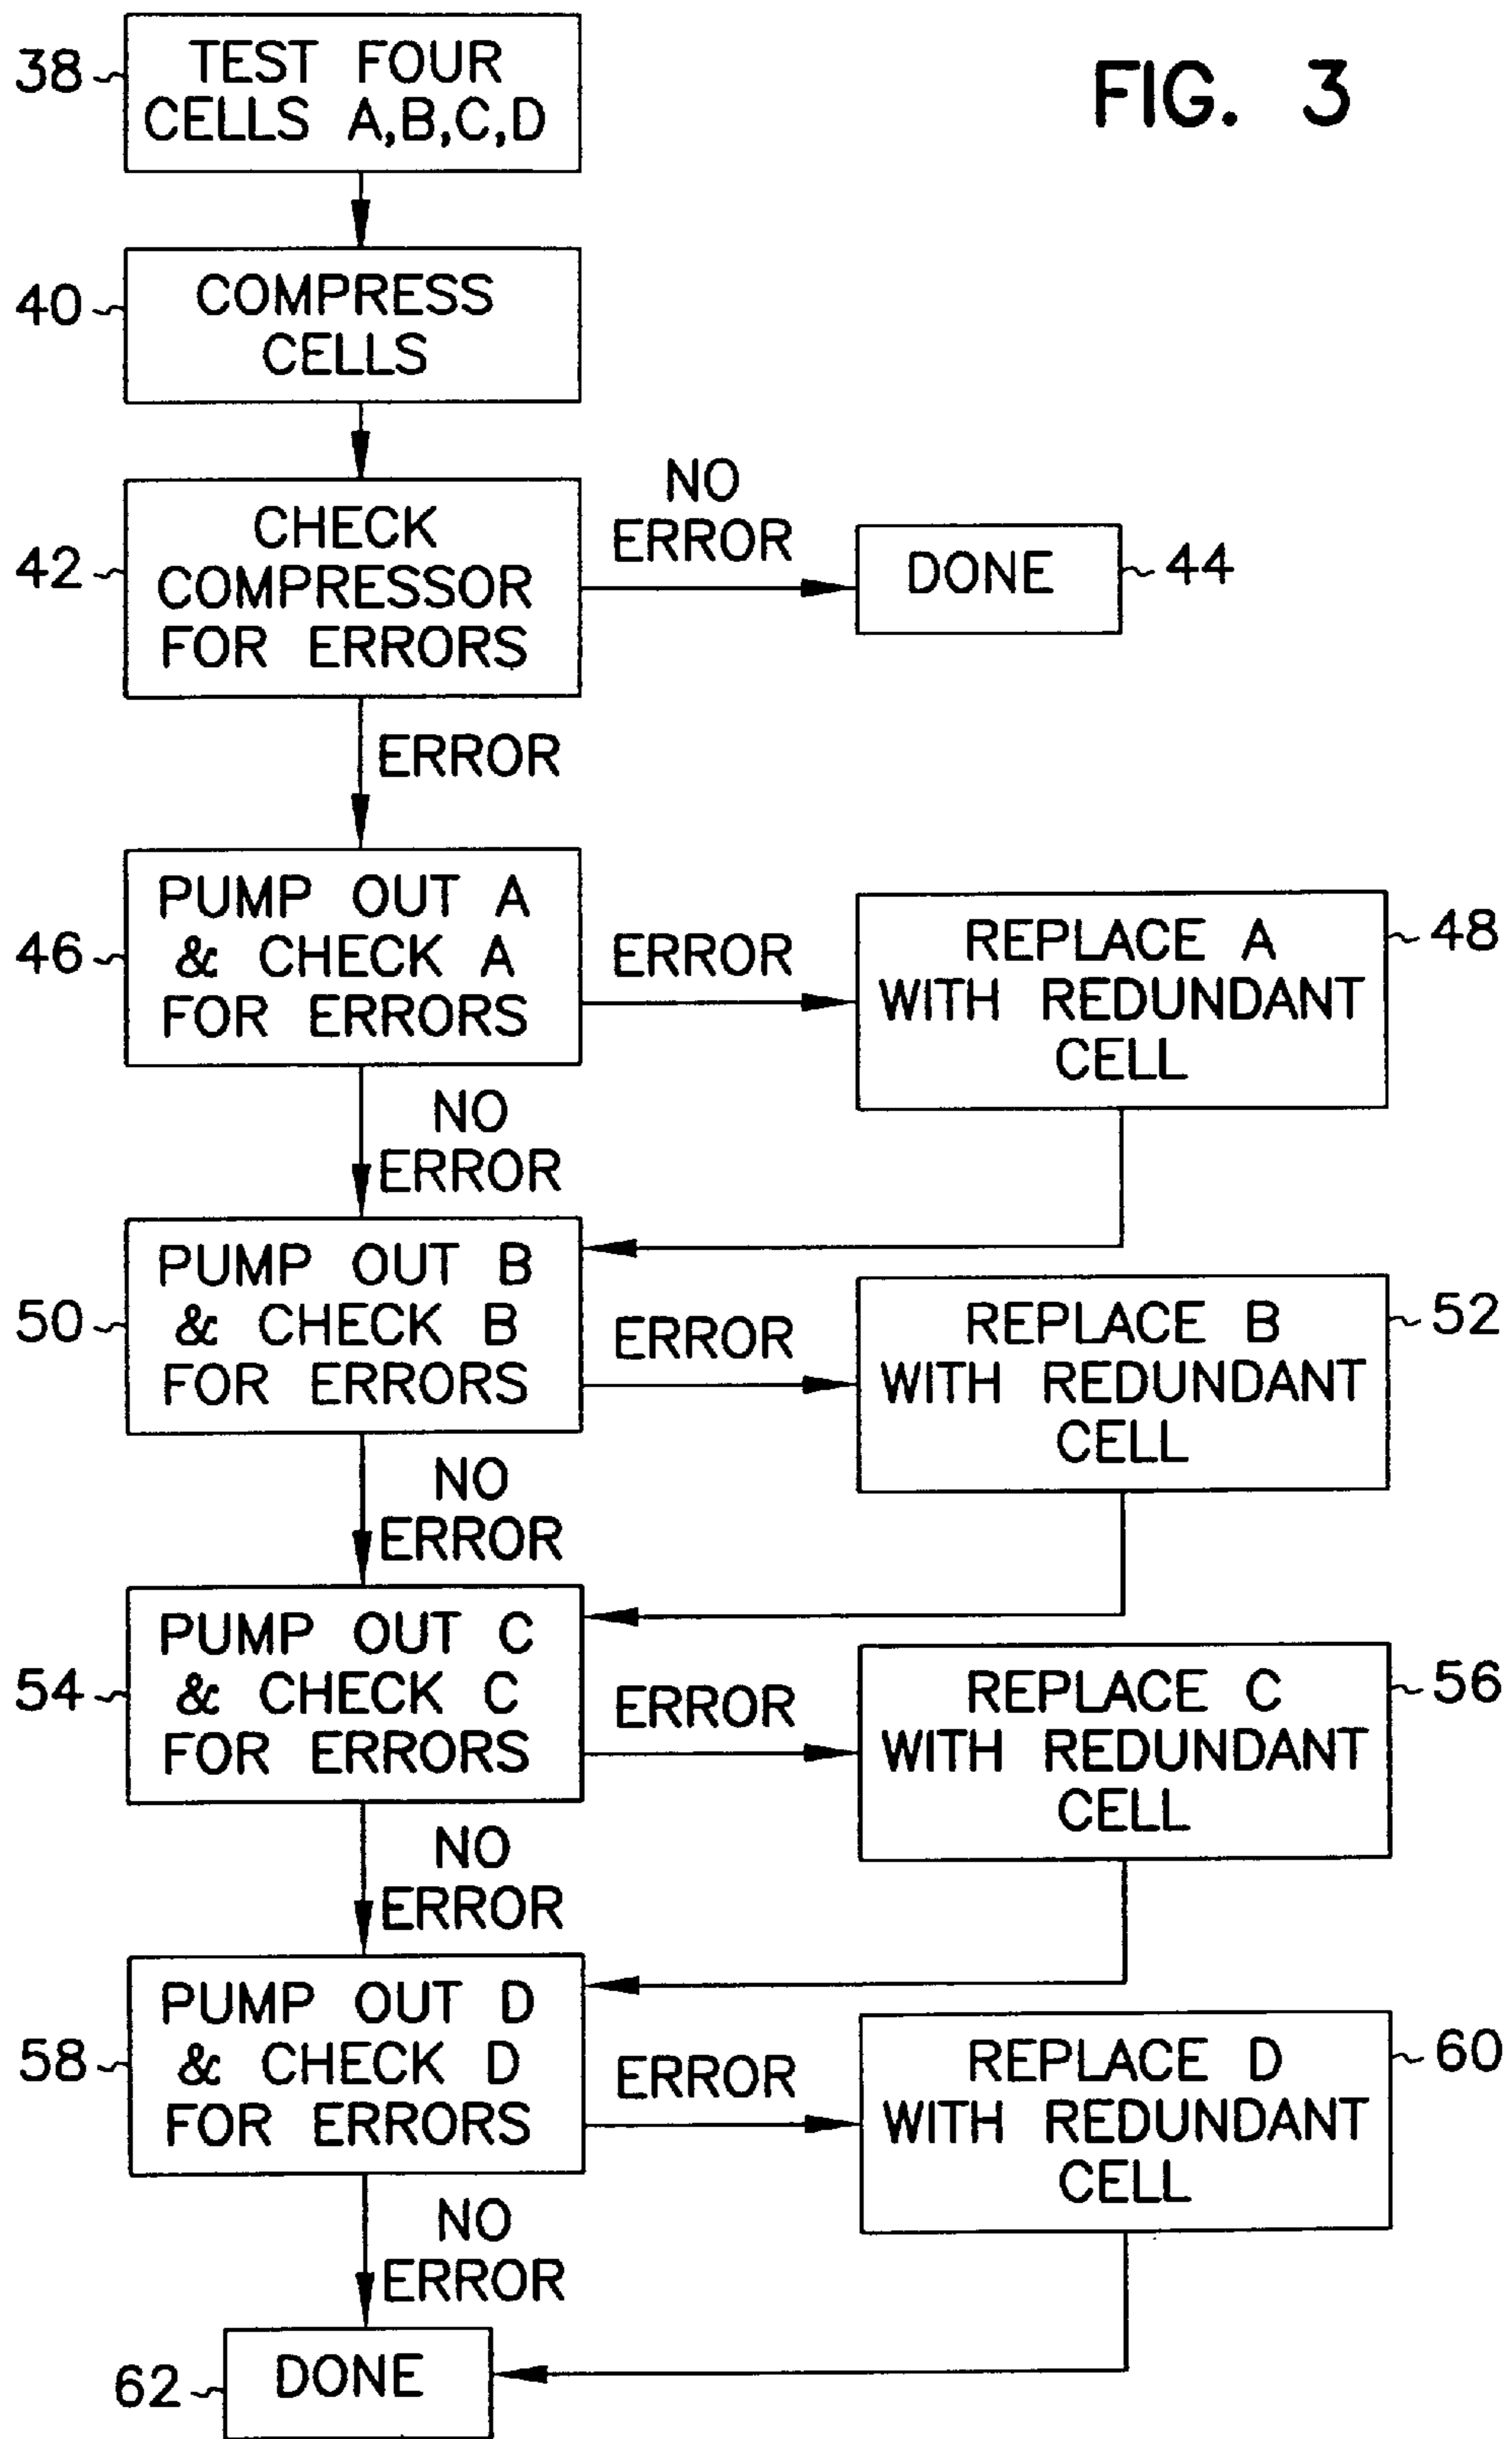 FIG. 3
38
TEST FOUR
CELLS A,B,C,D
40
COMPRESS
CELLS
42
CHECK
COMPRESSOR
FOR ERRORS
NO
ERROR
DONE
44
ERROR
46
PUMP OUT A
& CHECK A
FOR ERRORS
ERROR
REPLACE A
WITH REDUNDANT
CELL
48
NO
ERROR
50
PUMP OUT B
& CHECK B
FOR ERRORS
ERROR
REPLACE B
WITH REDUNDANT
CELL
52
NO
ERROR
54
PUMP OUT C
& CHECK C
FOR ERRORS
ERROR
REPLACE C
WITH REDUNDANT
CELL
56
NO
ERROR
58
PUMP OUT D
& CHECK D
FOR ERRORS
ERROR
REPLACE D
WITH REDUNDANT
CELL
60
NO
ERROR
62
DONE